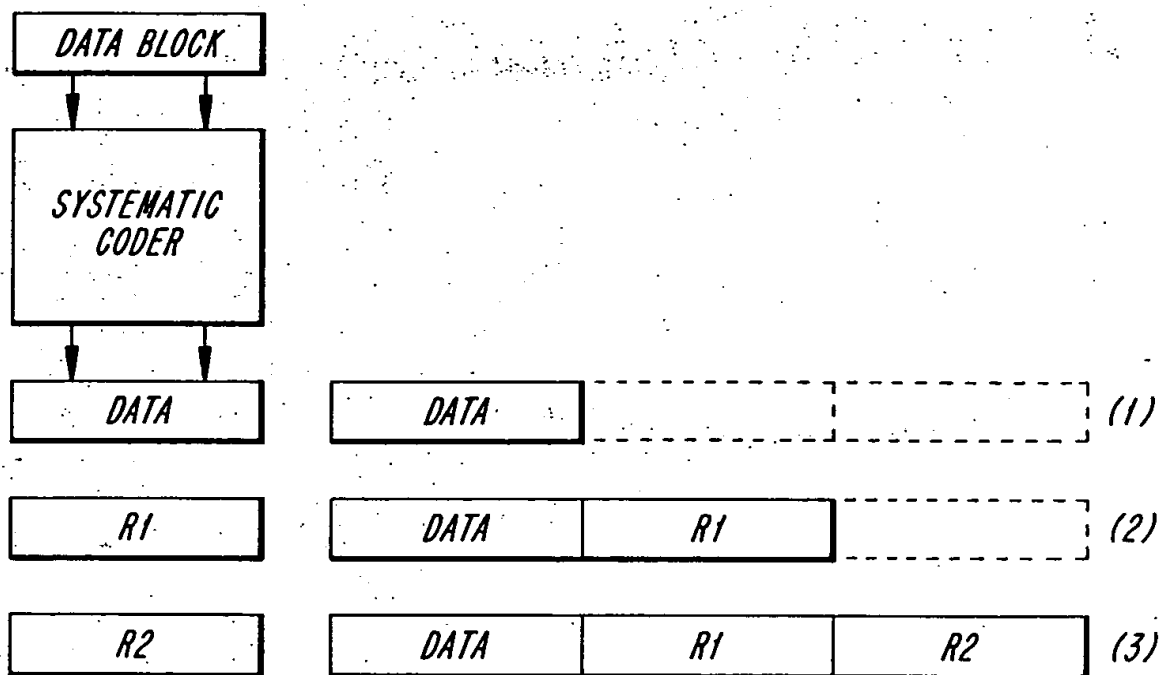 DATA BLOCK
SYSTEMATIC
CODER
DATA DATA (1)
R1 DATA R1 (2)
R2 DATA R1 R2 (3)